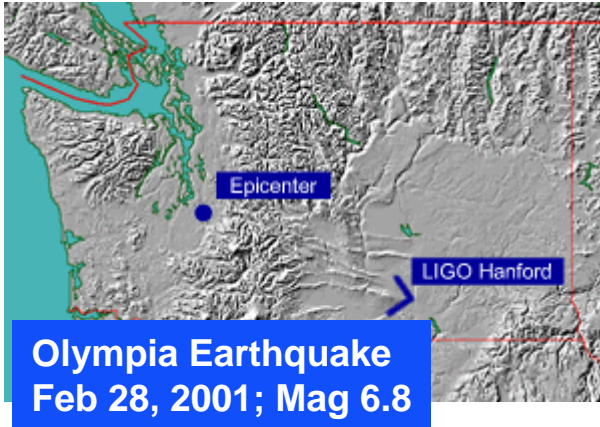 Epicenter
LIGO Hanford
Olympia Earthquake
Feb 28, 2001; Mag 6.8